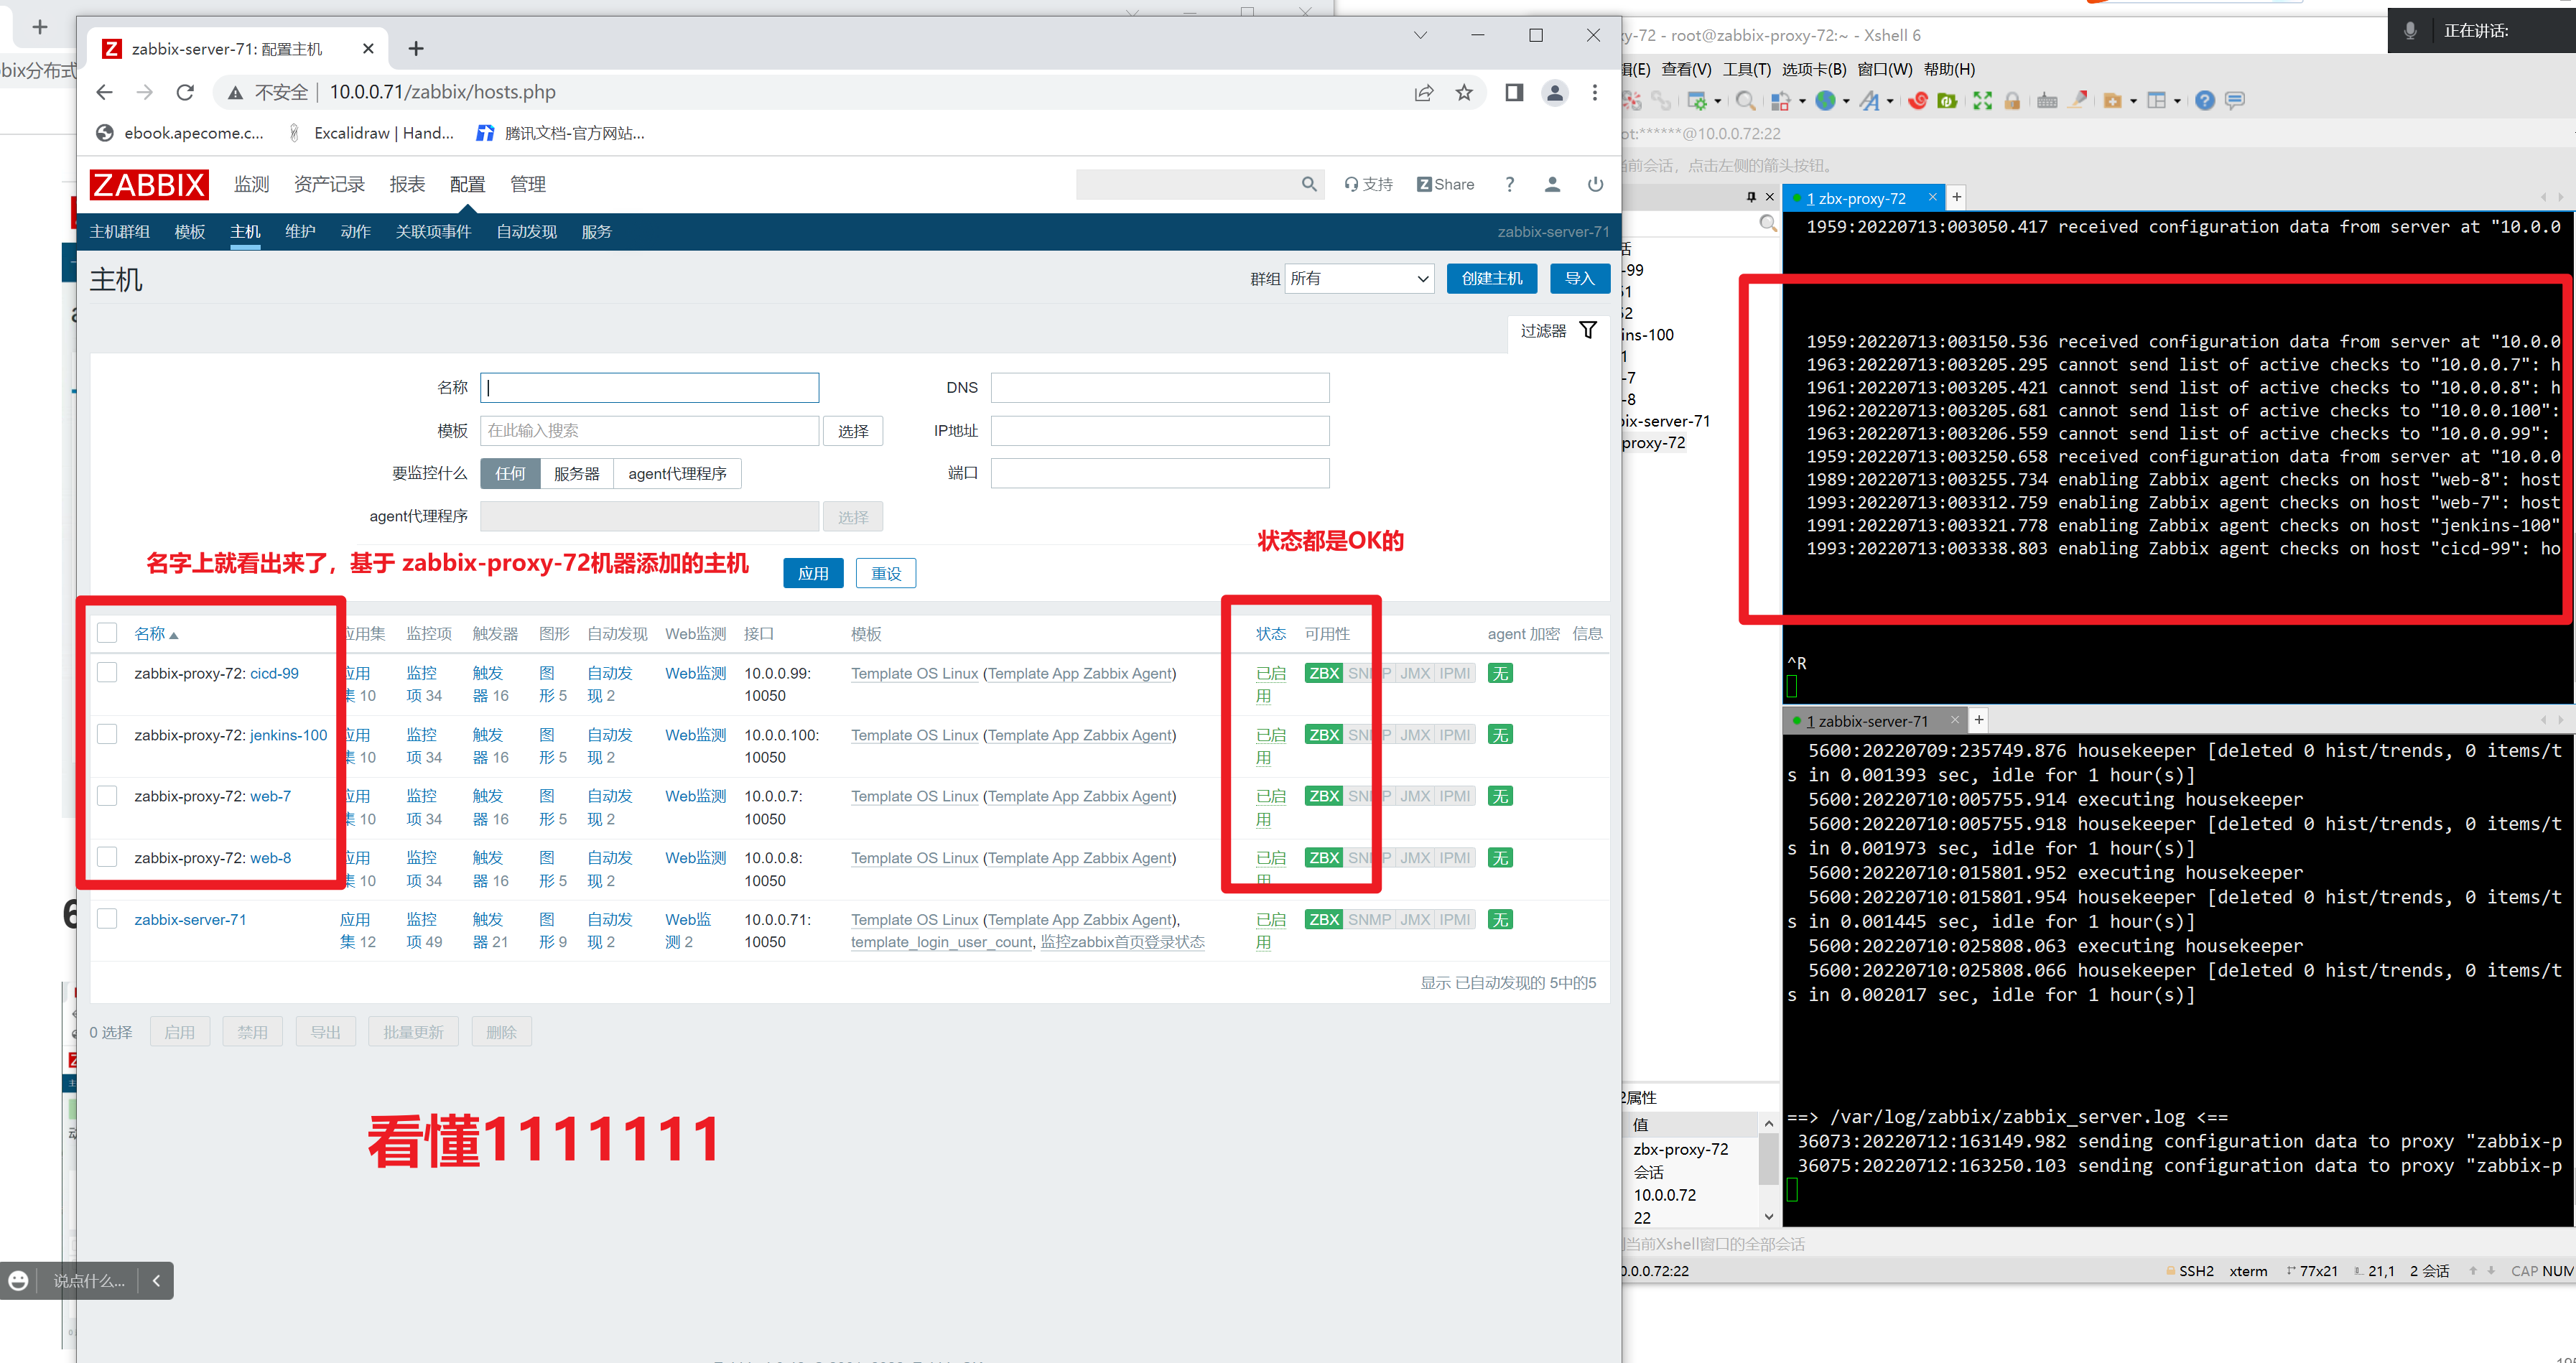 zabbix-server-71: 配置主机
不安全 | 10.0.0.71/zabbix/hosts.php
ebook.apecome.c...
Excalidraw | Hand...
腾讯文档-官方网站...
ZABBIX 监测 资产记录 报表 配置 管理
支持 Share ?
主机群组 模板 主机 维护 动作 关联项事件 自动发现 服务
zabbix-server-71
主机
群组 所有 创建主机 导入
过滤器
名称
DNS
模板 在此输入搜索 选择
IP地址
要监控什么 任何 服务器 agent代理程序
端口
agent代理程序 选择
名字上就看出来了，基于 zabbix-proxy-72机器添加的主机
状态都是OK的
应用 重设
名称 应用集 监控项 触发器 图形 自动发现 Web监测 接口 模板 状态 可用性 agent 加密 信息
zabbix-proxy-72: cicd-99 应用 监控 触发 图 自动发 Web监测 10.0.0.99: Template OS Linux (Template App Zabbix Agent) 已启 ZBX SNMP JMX IPMI 无
集 10 项 34 器 16 形 5 现 2 10050 用
zabbix-proxy-72: jenkins-100 应用 监控 触发 图 自动发 Web监测 10.0.0.100: Template OS Linux (Template App Zabbix Agent) 已启 ZBX SNMP JMX IPMI 无
集 10 项 34 器 16 形 5 现 2 10050 用
zabbix-proxy-72: web-7 应用 监控 触发 图 自动发 Web监测 10.0.0.7: Template OS Linux (Template App Zabbix Agent) 已启 ZBX SNMP JMX IPMI 无
集 10 项 34 器 16 形 5 现 2 10050 用
zabbix-proxy-72: web-8 应用 监控 触发 图 自动发 Web监测 10.0.0.8: Template OS Linux (Template App Zabbix Agent) 已启 ZBX SNMP JMX IPMI 无
集 10 项 34 器 16 形 5 现 2 10050 用
zabbix-server-71 应用 监控 触发 图 自动发 Web监 10.0.0.71: Template OS Linux (Template App Zabbix Agent), 已启 ZBX SNMP JMX IPMI 无
集 12 项 49 器 21 形 9 现 2 测 2 10050 template_login_user_count, 监控zabbix首页登录状态 用
显示 已自动发现的 5中的5
0 选择 启用 禁用 导出 批量更新 删除
看懂1111111
说点什么...
bix分布式
y-72 - root@zabbix-proxy-72:~ - Xshell 6
正在讲话:
辑(E) 查看(V) 工具(T) 选项卡(B) 窗口(W) 帮助(H)
ot:******@10.0.0.72:22
当前会话，点击左侧的箭头按钮。
话
-99
51
52
ins-100
1
-7
-8
bix-server-71
proxy-72
1 zbx-proxy-72
1959:20220713:003050.417 received configuration data from server at "10.0.0
1959:20220713:003150.536 received configuration data from server at "10.0.0
1963:20220713:003205.295 cannot send list of active checks to "10.0.0.7": h
1961:20220713:003205.421 cannot send list of active checks to "10.0.0.8": h
1962:20220713:003205.681 cannot send list of active checks to "10.0.0.100":
1963:20220713:003206.559 cannot send list of active checks to "10.0.0.99":
1959:20220713:003250.658 received configuration data from server at "10.0.0
1989:20220713:003255.734 enabling Zabbix agent checks on host "web-8": host
1993:20220713:003312.759 enabling Zabbix agent checks on host "web-7": host
1991:20220713:003321.778 enabling Zabbix agent checks on host "jenkins-100"
1993:20220713:003338.803 enabling Zabbix agent checks on host "cicd-99": ho
^R
1 zabbix-server-71
5600:20220709:235749.876 housekeeper [deleted 0 hist/trends, 0 items/t
s in 0.001393 sec, idle for 1 hour(s)]
5600:20220710:005755.914 executing housekeeper
5600:20220710:005755.918 housekeeper [deleted 0 hist/trends, 0 items/t
s in 0.001973 sec, idle for 1 hour(s)]
5600:20220710:015801.952 executing housekeeper
5600:20220710:015801.954 housekeeper [deleted 0 hist/trends, 0 items/t
s in 0.001445 sec, idle for 1 hour(s)]
5600:20220710:025808.063 executing housekeeper
5600:20220710:025808.066 housekeeper [deleted 0 hist/trends, 0 items/t
s in 0.002017 sec, idle for 1 hour(s)]
==> /var/log/zabbix/zabbix_server.log <==
36073:20220712:163149.982 sending configuration data to proxy "zabbix-p
36075:20220712:163250.103 sending configuration data to proxy "zabbix-p
2属性
值
zbx-proxy-72
会话
10.0.0.72
22
到当前Xshell窗口的全部会话
0.0.0.72:22
SSH2 xterm 77x21 21,1 2 会话 CAP NUM